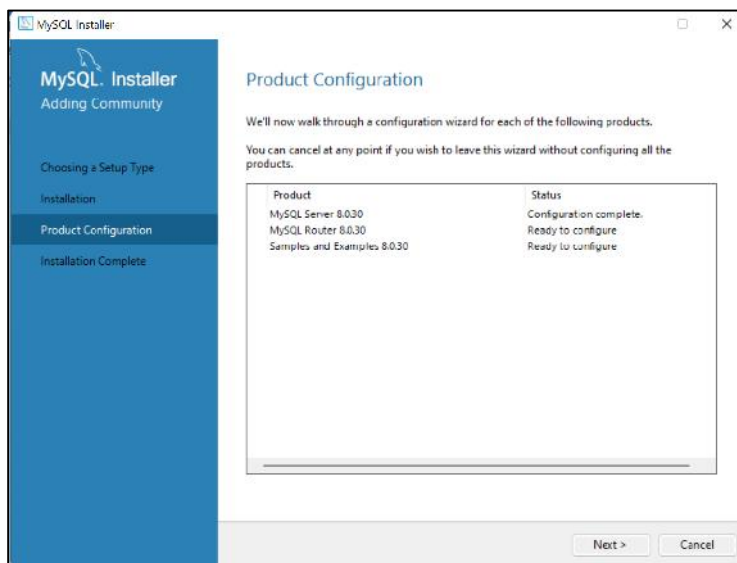 MySQL Installer
MySQL. Installer
Adding Community
Choosing a Setup Type
Installation
Product Configuration
Installation Complete
Product Configuration
We'll now walk through a configuration wizard for each of the following products.
You can cancel at any point if you wish to leave this wizard without configuring all the
products.
Product Status
MySQL Server 8.0.30 Configuration complete.
MySQL Router 8.0.30 Ready to configure
Samples and Examples 8.0.30 Ready to configure
Next > Cancel